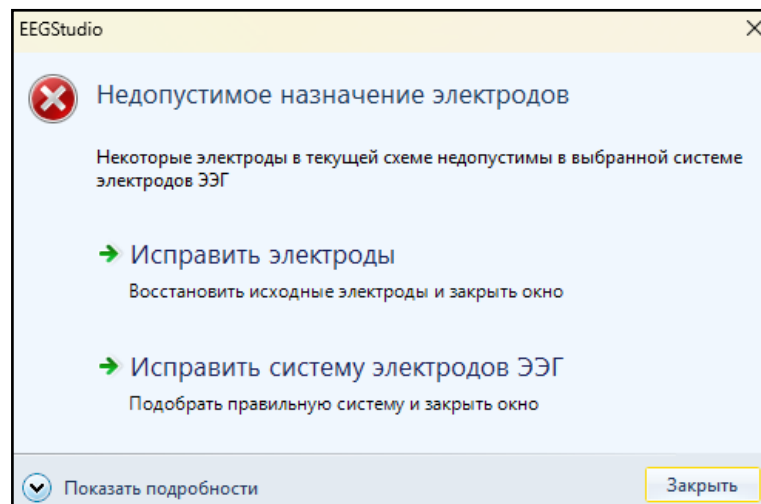 EEGStudio
Недопустимое назначение электродов
Некоторые электроды в текущей схеме недопустимы в выбранной системе
электродов ЭЭГ
Исправить электроды
Восстановить исходные электроды и закрыть окно
Исправить систему электродов ЭЭГ
Подобрать правильную систему и закрыть окно
Показать подробности
Закрыть